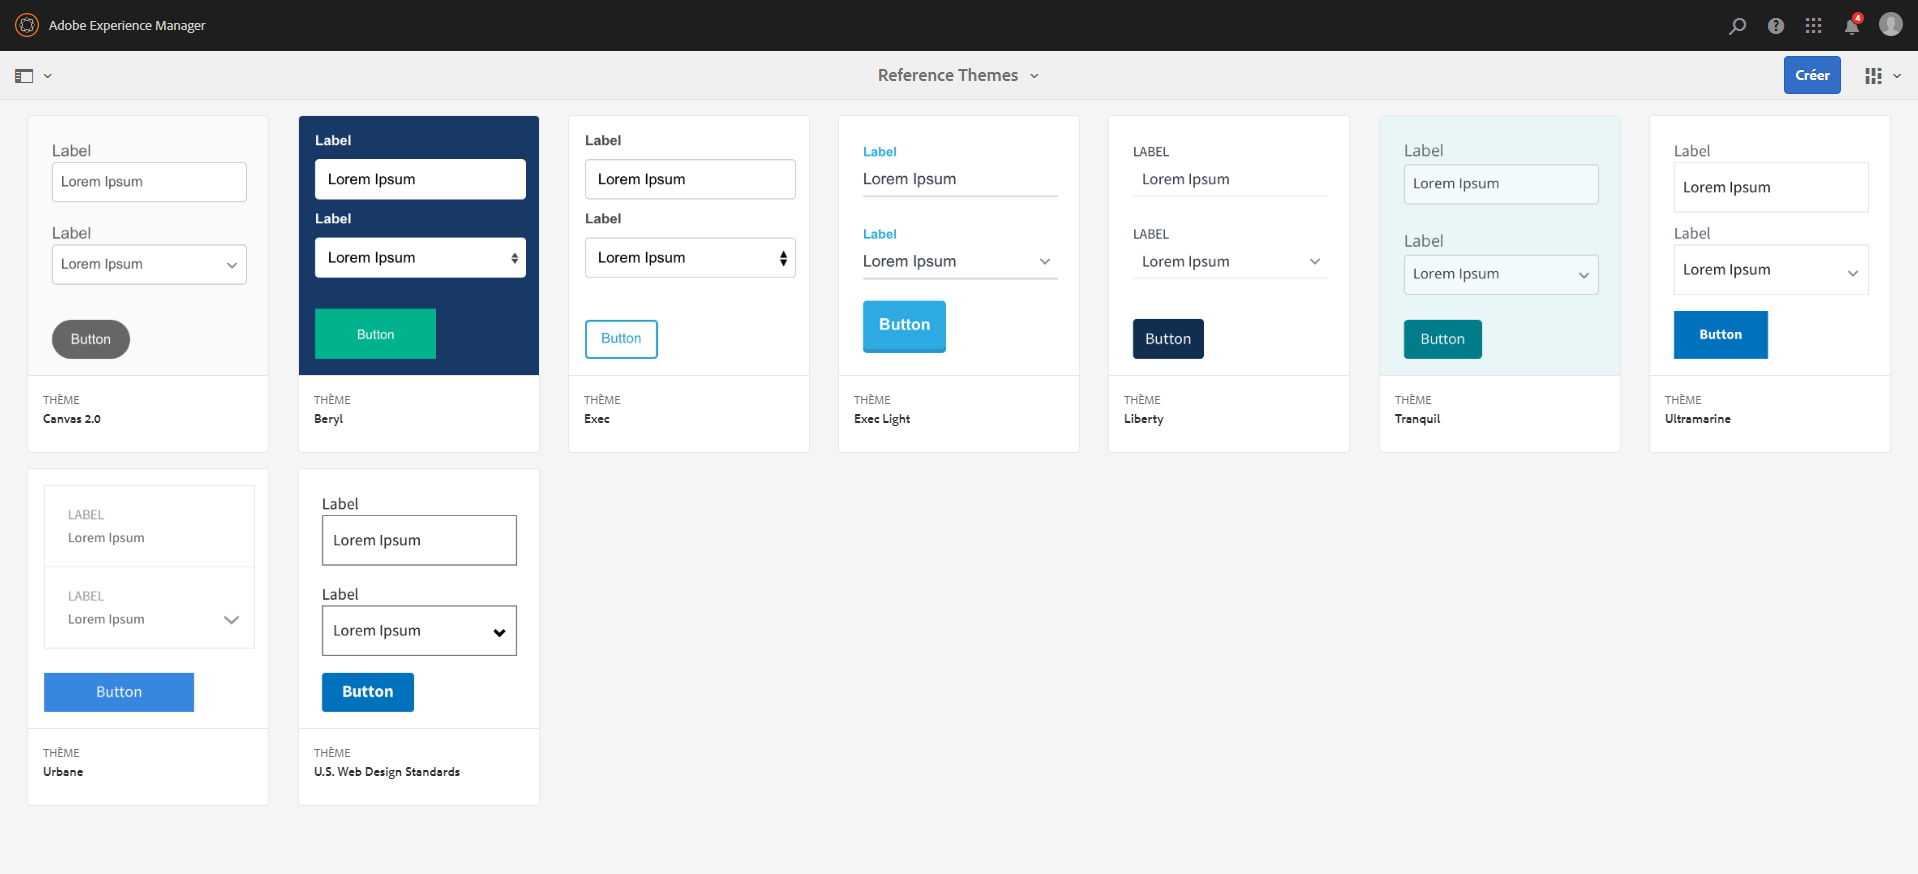 Adobe Experience Manager
4
Reference Themes
Créer
Label
Lorem Ipsum
Label
Lorem Ipsum
Button
THÈME
Canvas 2.0
Label
Lorem Ipsum
Label
Lorem Ipsum
Button
THÈME
Beryl
Label
Lorem Ipsum
Label
Lorem Ipsum
Button
THÈME
Exec
Label
Lorem Ipsum
Label
Lorem Ipsum
Button
THÈME
Exec Light
LABEL
Lorem Ipsum
LABEL
Lorem Ipsum
Button
THÈME
Liberty
Label
Lorem Ipsum
Label
Lorem Ipsum
Button
THÈME
Tranquil
Label
Lorem Ipsum
Label
Lorem Ipsum
Button
THÈME
Ultramarine
LABEL
Lorem Ipsum
LABEL
Lorem Ipsum
Button
THÈME
Urbane
Label
Lorem Ipsum
Label
Lorem Ipsum
Button
THÈME
U.S. Web Design Standards